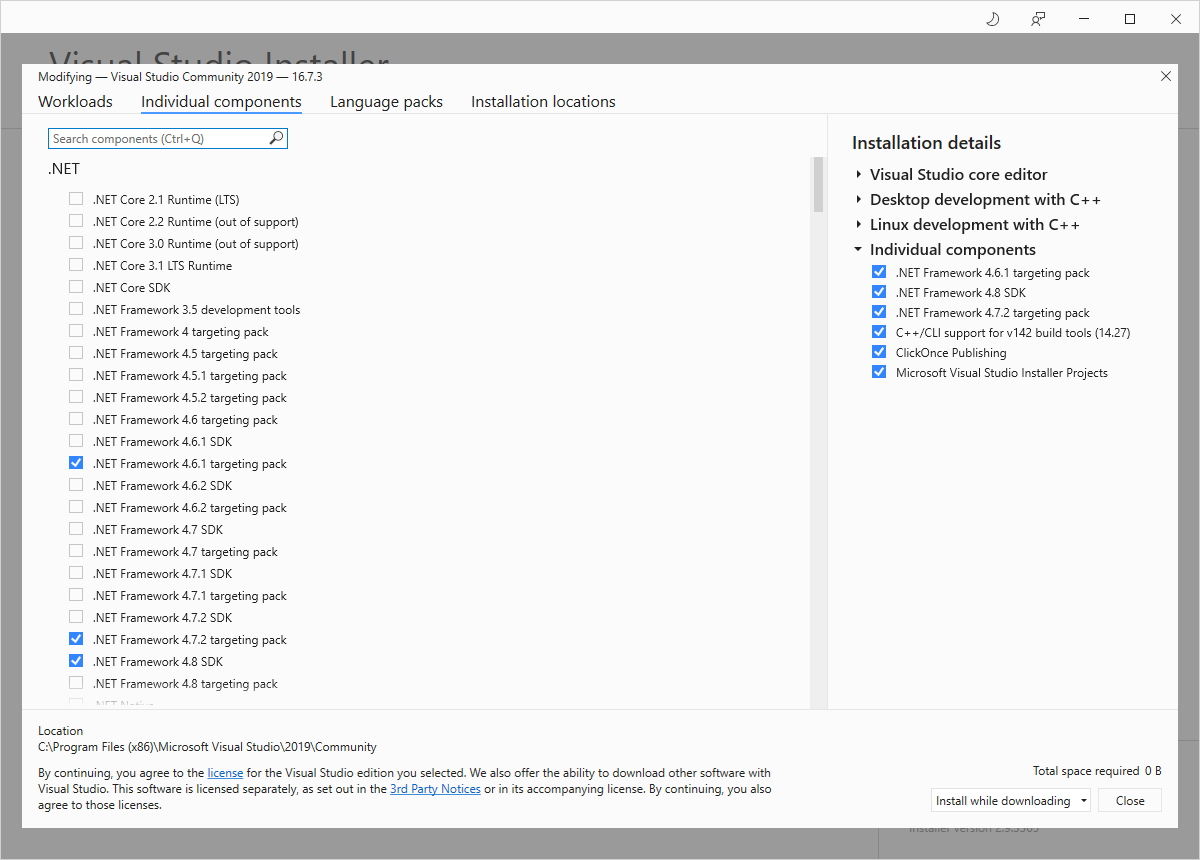 Visual Studio Installer
Modifying — Visual Studio Community 2019 — 16.7.3
Workloads
Individual components
Language packs
Installation locations
Search components (Ctrl+Q)
.NET
.NET Core 2.1 Runtime (LTS)
.NET Core 2.2 Runtime (out of support)
.NET Core 3.0 Runtime (out of support)
.NET Core 3.1 LTS Runtime
.NET Core SDK
.NET Framework 3.5 development tools
.NET Framework 4 targeting pack
.NET Framework 4.5 targeting pack
.NET Framework 4.5.1 targeting pack
.NET Framework 4.5.2 targeting pack
.NET Framework 4.6 targeting pack
.NET Framework 4.6.1 SDK
.NET Framework 4.6.1 targeting pack
.NET Framework 4.6.2 SDK
.NET Framework 4.6.2 targeting pack
.NET Framework 4.7 SDK
.NET Framework 4.7 targeting pack
.NET Framework 4.7.1 SDK
.NET Framework 4.7.1 targeting pack
.NET Framework 4.7.2 SDK
.NET Framework 4.7.2 targeting pack
.NET Framework 4.8 SDK
.NET Framework 4.8 targeting pack
.NET Native
Installation details
Visual Studio core editor
Desktop development with C++
Linux development with C++
Individual components
.NET Framework 4.6.1 targeting pack
.NET Framework 4.8 SDK
.NET Framework 4.7.2 targeting pack
C++/CLI support for v142 build tools (14.27)
ClickOnce Publishing
Microsoft Visual Studio Installer Projects
Location
C:\Program Files (x86)\Microsoft Visual Studio\2019\Community
By continuing, you agree to the license for the Visual Studio edition you selected. We also offer the ability to download other software with
Visual Studio. This software is licensed separately, as set out in the 3rd Party Notices or in its accompanying license. By continuing, you also
agree to those licenses.
Total space required 0 B
Install while downloading
Close
Installer version